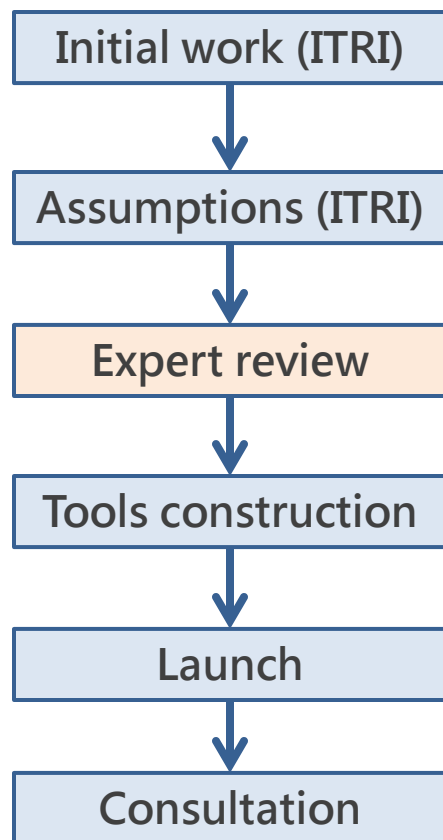 Initial work (ITRI)
Assumptions (ITRI)
Expert review
Tools construction
Launch
Consultation